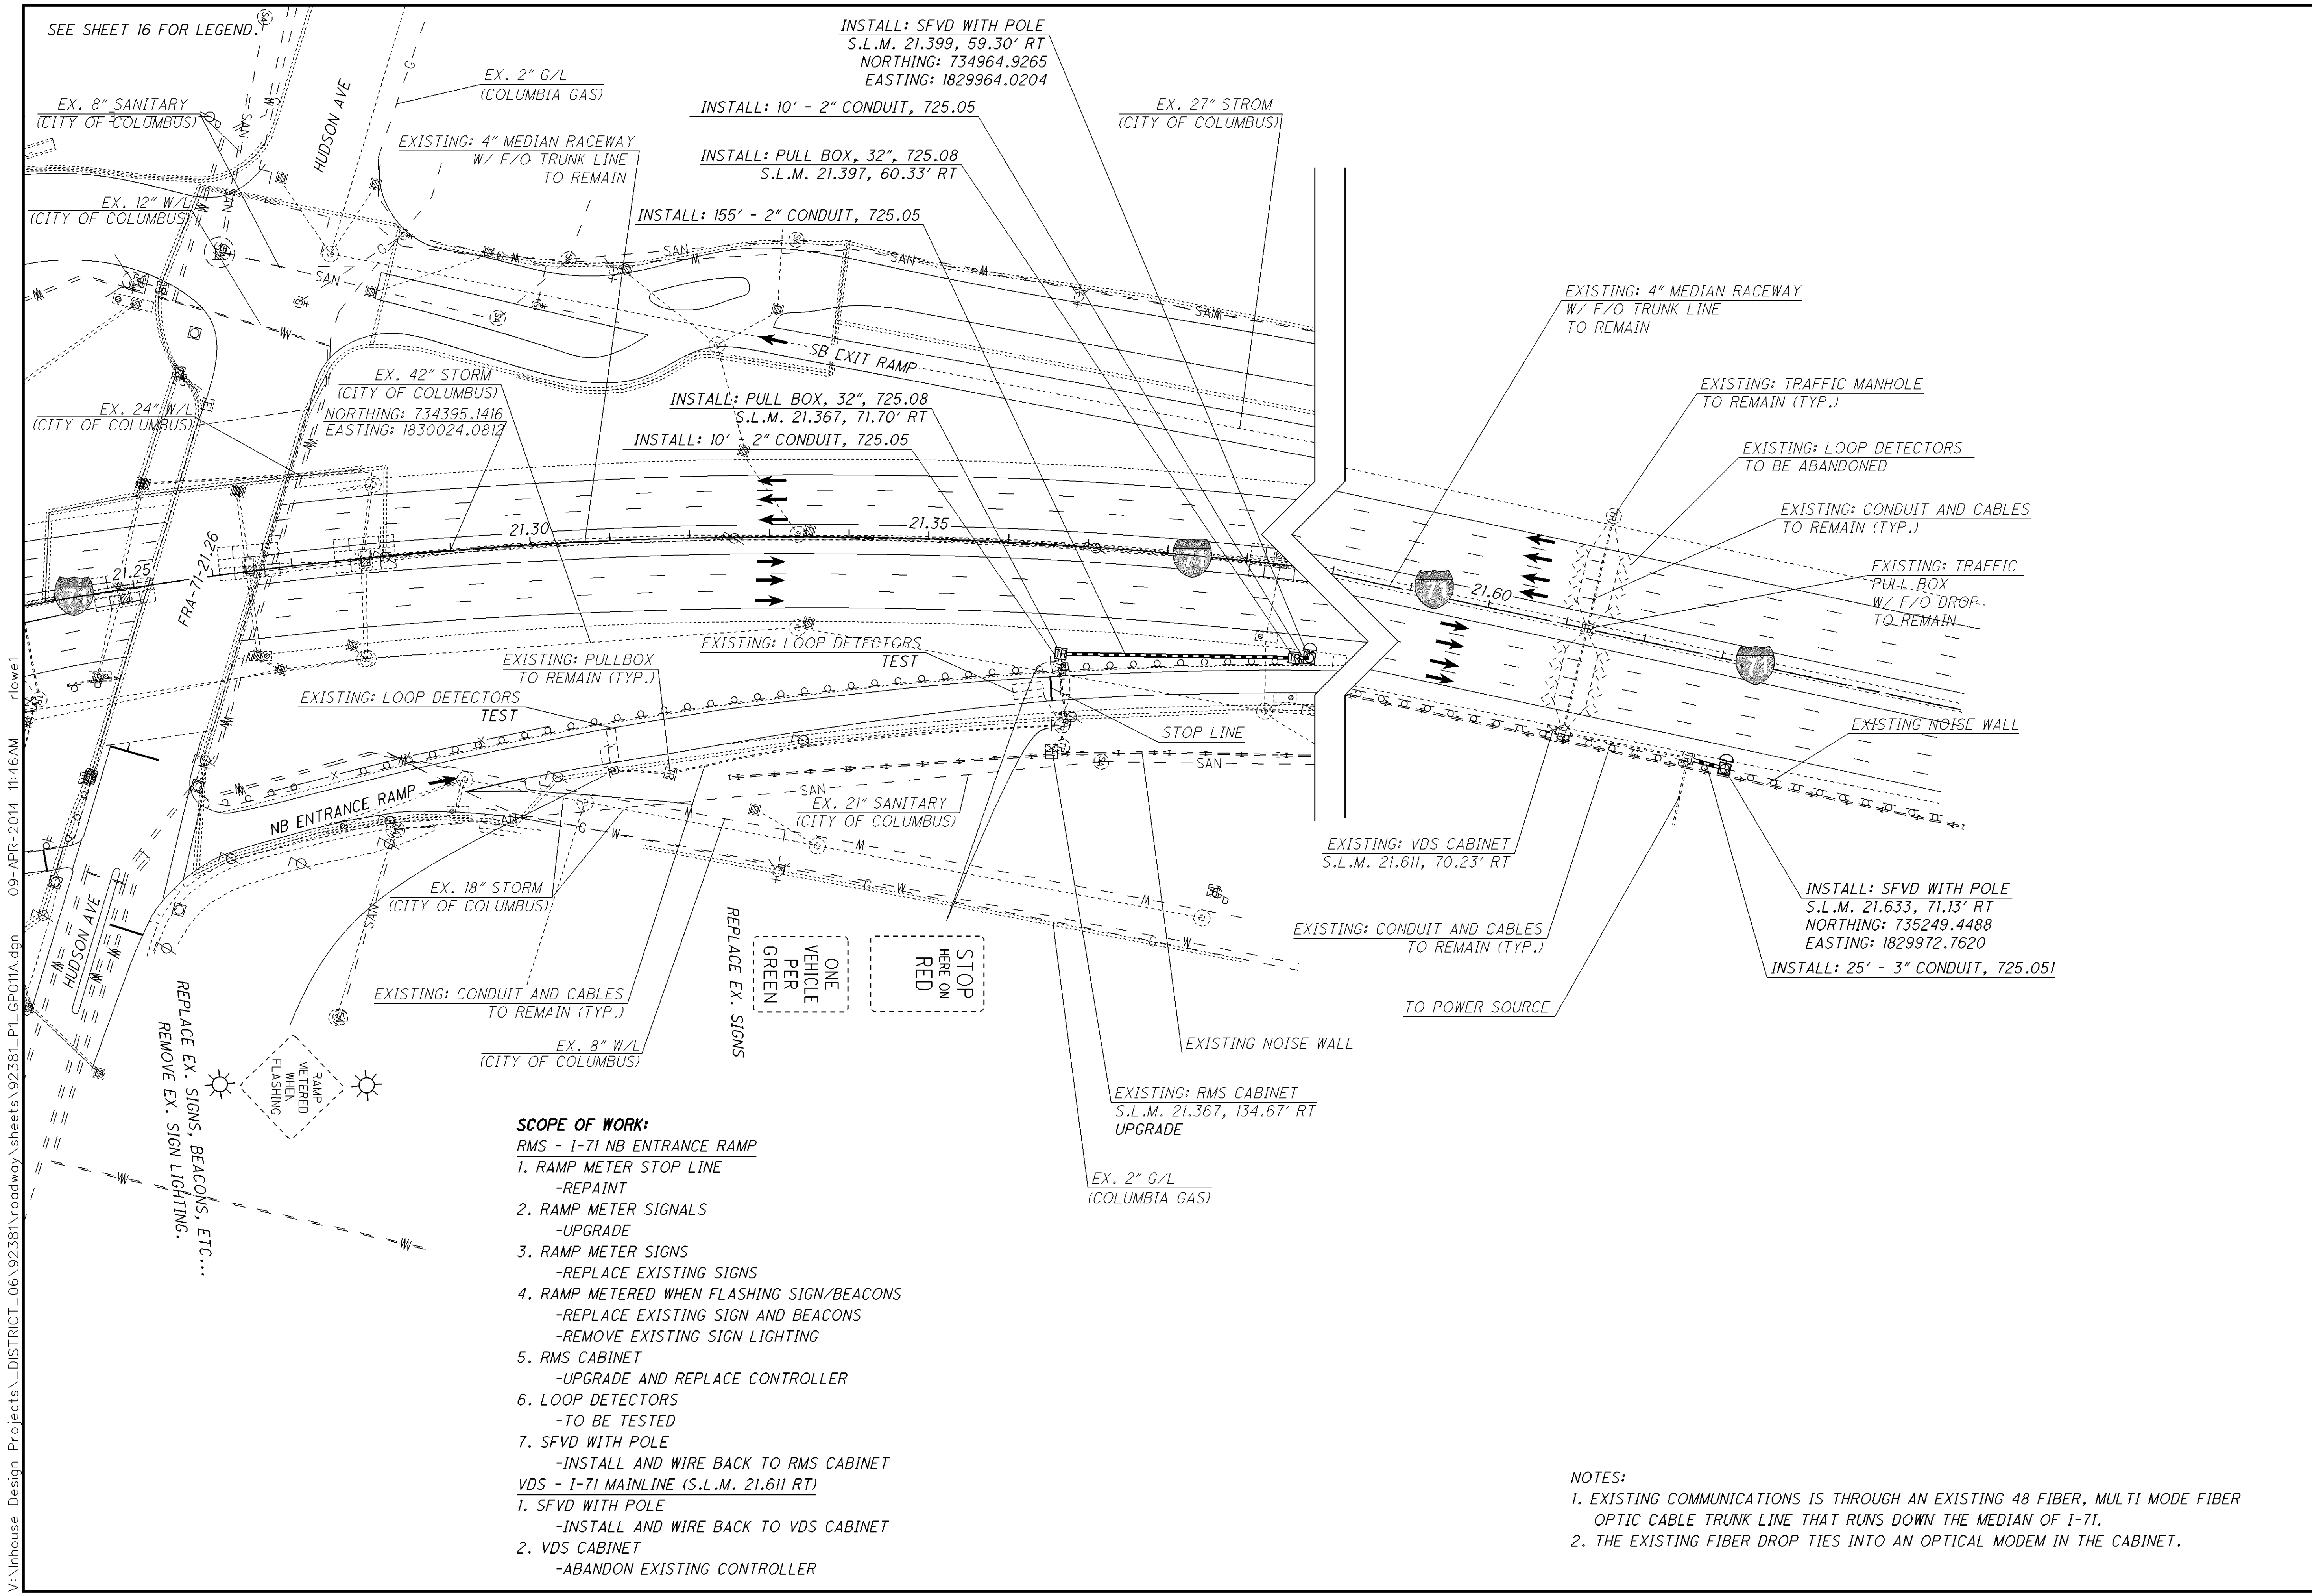 SEE SHEET 16 FOR LEGEND.
INSTALL: SFVD WITH POLE
S.L.M. 21.399, 59.30' RT
NORTHING: 734964.9265
EASTING: 1829964.0204
EX. 2" G/L
(COLUMBIA GAS)
EX. 8" SANITARY
(CITY OF COLUMBUS)
HUDSON AVE
INSTALL: 10' - 2" CONDUIT, 725.05
EX. 27" STROM
(CITY OF COLUMBUS)
EXISTING: 4" MEDIAN RACEWAY
W/ F/O TRUNK LINE
TO REMAIN
INSTALL: PULL BOX, 32", 725.08
S.L.M. 21.397, 60.33' RT
EX. 12" W/L
(CITY OF COLUMBUS)
INSTALL: 155' - 2" CONDUIT, 725.05
EXISTING: 4" MEDIAN RACEWAY
W/ F/O TRUNK LINE
TO REMAIN
SB EXIT RAMP
EX. 42" STORM
(CITY OF COLUMBUS)
NORTHING: 734395.1416
EASTING: 1830024.0812
EX. 24" W/L
(CITY OF COLUMBUS)
INSTALL: PULL BOX, 32", 725.08
S.L.M. 21.367, 71.70' RT
INSTALL: 10' - 2" CONDUIT, 725.05
EXISTING: TRAFFIC MANHOLE
TO REMAIN (TYP.)
EXISTING: LOOP DETECTORS
TO BE ABANDONED
EXISTING: CONDUIT AND CABLES
TO REMAIN (TYP.)
EXISTING: TRAFFIC
PULL BOX
W/ F/O DROP
TO REMAIN
21.25
21.30
21.35
21.60
71
71
71
71
FRA-71-21.26
EXISTING: LOOP DETECTORS
TEST
EXISTING: PULLBOX
TO REMAIN (TYP.)
EXISTING: LOOP DETECTORS
TEST
STOP LINE
EXISTING NOISE WALL
NB ENTRANCE RAMP
EX. 21" SANITARY
(CITY OF COLUMBUS)
EXISTING: VDS CABINET
S.L.M. 21.611, 70.23' RT
EX. 18" STORM
(CITY OF COLUMBUS)
HUDSON AVE
INSTALL: SFVD WITH POLE
S.L.M. 21.633, 71.13' RT
NORTHING: 735249.4488
EASTING: 1829972.7620
INSTALL: 25' - 3" CONDUIT, 725.051
EXISTING: CONDUIT AND CABLES
TO REMAIN (TYP.)
TO POWER SOURCE
REPLACE EX. SIGNS
ONE
VEHICLE
PER
GREEN
STOP
HERE ON
RED
EXISTING: CONDUIT AND CABLES
TO REMAIN (TYP.)
EX. 8" W/L
(CITY OF COLUMBUS)
EXISTING NOISE WALL
REPLACE EX. SIGNS, BEACONS, ETC...
REMOVE EX. SIGN LIGHTING.
RAMP
METERED
WHEN
FLASHING
EXISTING: RMS CABINET
S.L.M. 21.367, 134.67' RT
UPGRADE
EX. 2" G/L
(COLUMBIA GAS)
SCOPE OF WORK:
RMS - I-71 NB ENTRANCE RAMP
1. RAMP METER STOP LINE
-REPAINT
2. RAMP METER SIGNALS
-UPGRADE
3. RAMP METER SIGNS
-REPLACE EXISTING SIGNS
4. RAMP METERED WHEN FLASHING SIGN/BEACONS
-REPLACE EXISTING SIGN AND BEACONS
-REMOVE EXISTING SIGN LIGHTING
5. RMS CABINET
-UPGRADE AND REPLACE CONTROLLER
6. LOOP DETECTORS
-TO BE TESTED
7. SFVD WITH POLE
-INSTALL AND WIRE BACK TO RMS CABINET
VDS - I-71 MAINLINE (S.L.M. 21.611 RT)
1. SFVD WITH POLE
-INSTALL AND WIRE BACK TO VDS CABINET
2. VDS CABINET
-ABANDON EXISTING CONTROLLER
NOTES:
1. EXISTING COMMUNICATIONS IS THROUGH AN EXISTING 48 FIBER, MULTI MODE FIBER
OPTIC CABLE TRUNK LINE THAT RUNS DOWN THE MEDIAN OF I-71.
2. THE EXISTING FIBER DROP TIES INTO AN OPTICAL MODEM IN THE CABINET.
V:\Inhouse Design Projects\_DISTRICT_06\92381\roadway\sheets\92381_P1_GP011A.dgn 09-APR-2014 11:46AM rlowe1